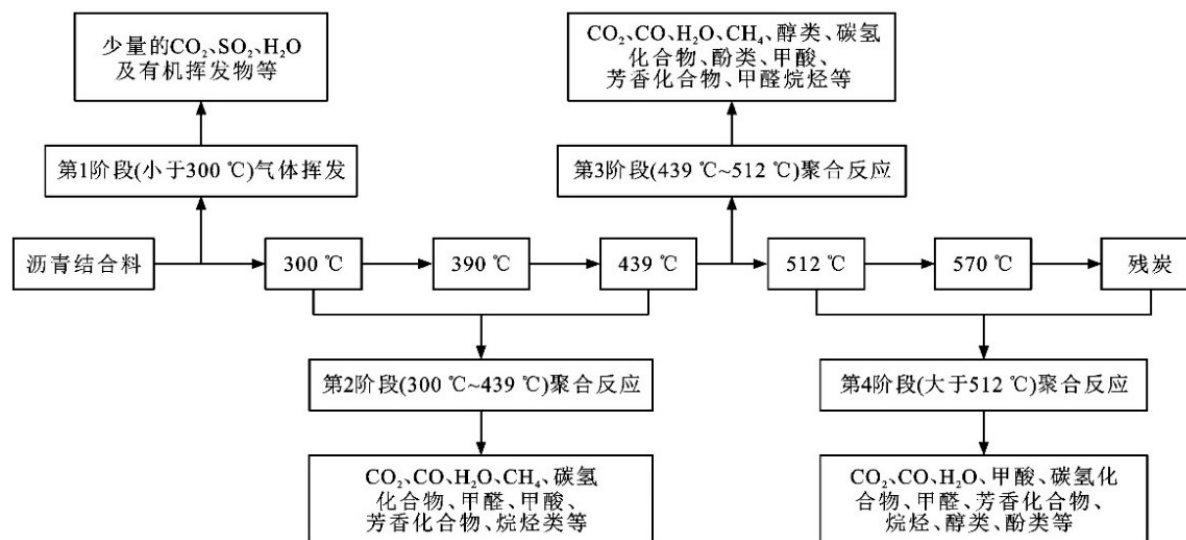 少量的CO₂、SO₂、H₂O
及有机挥发物等
CO₂、CO、H₂O、CH₄、醇类、碳氢
化合物、酚类、甲酸、
芳香化合物、甲醛烷烃等
第1阶段(小于300 ℃)气体挥发
第3阶段(439 ℃~512 ℃)聚合反应
沥青结合料
300 ℃
390 ℃
439 ℃
512 ℃
570 ℃
残炭
第2阶段(300 ℃~439 ℃)聚合反应
第4阶段(大于512 ℃)聚合反应
CO₂、CO、H₂O、CH₄、碳氢
化合物、甲醛、甲酸、
芳香化合物、烷烃类等
CO₂、CO、H₂O、甲酸、碳氢化
合物、甲醛、芳香化合物、
烷烃、醇类、酚类等